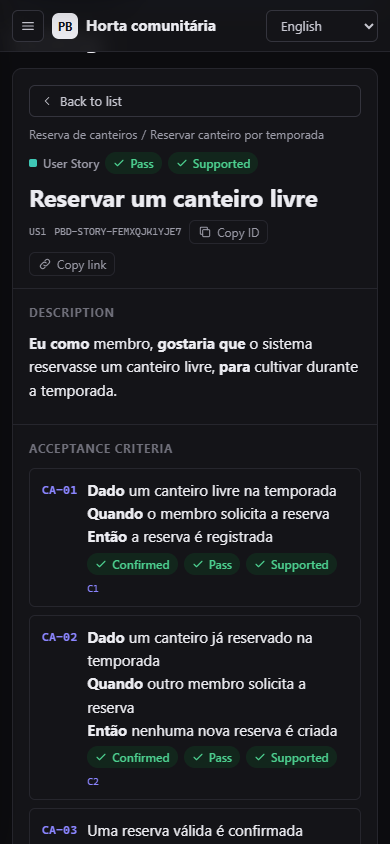 PB Horta comunitária English
Back to list
Reserva de canteiros / Reservar canteiro por temporada
User Story Pass Supported
Reservar um canteiro livre
US1 PBD-STORY-FEMXQJK1YJE7 Copy ID
Copy link
DESCRIPTION
Eu como membro, gostaria que o sistema
reservasse um canteiro livre, para cultivar durante
a temporada.
ACCEPTANCE CRITERIA
CA-01 Dado um canteiro livre na temporada
Quando o membro solicita a reserva
Então a reserva é registrada
Confirmed Pass Supported
C1
CA-02 Dado um canteiro já reservado na
temporada
Quando outro membro solicita a
reserva
Então nenhuma nova reserva é criada
Confirmed Pass Supported
C2
CA-03 Uma reserva válida é confirmada